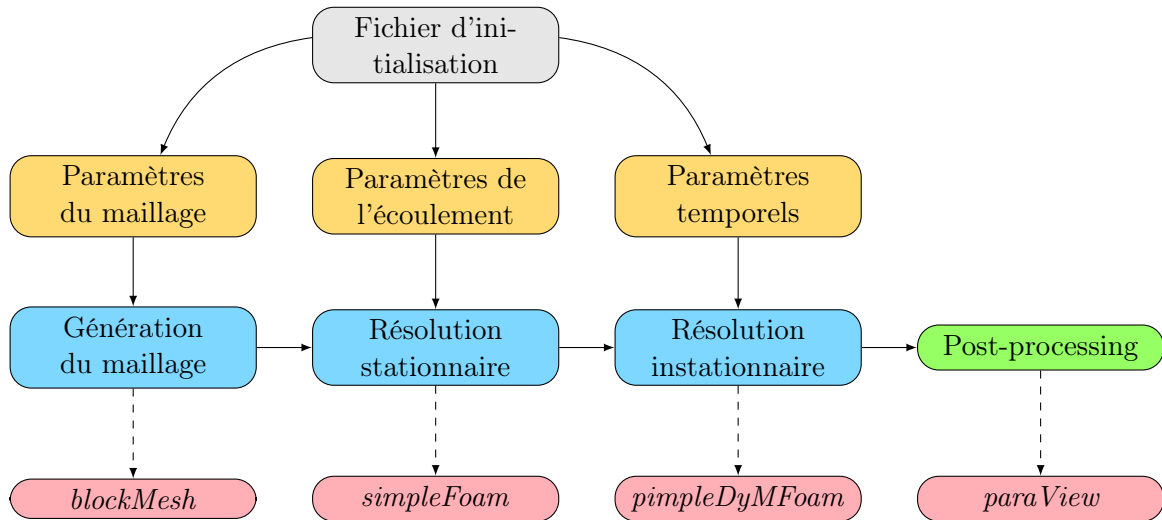 Fichier d'ini-
tialisation
Paramètres
du maillage
Paramètres de
l'écoulement
Paramètres
temporels
Génération
du maillage
Résolution
stationnaire
Résolution
instationnaire
Post-processing
blockMesh
simpleFoam
pimpleDyMFoam
paraView